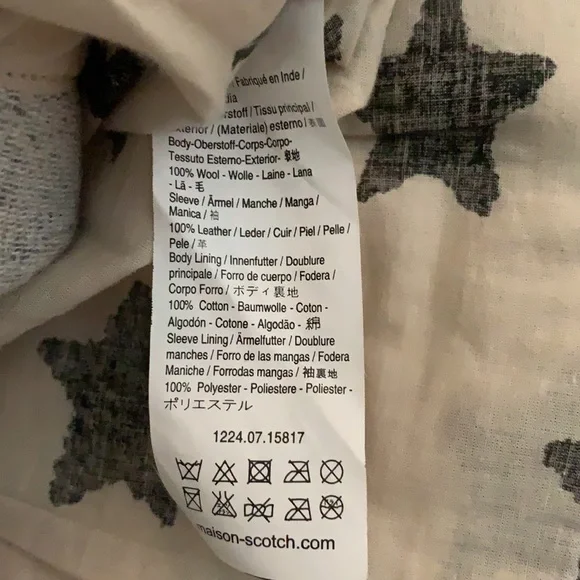 Fabriqué en Inde /
dia
rstoff / Tissu principal /
xterior / (Materiale) esterno / 表
Body-Oberstoff-Corps-Corpo-
Tessuto Esterno-Exterior- 地
100% Wool - Wolle - Laine - Lana
- Lã - 毛
Sleeve / Ärmel / Manche / Manga /
Manica / 袖
100% Leather / Leder / Cuir / Piel / Pelle /
Pele / 革
Body Lining / Innenfutter / Doublure
principale / Forro de cuerpo / Fodera /
Corpo Forro / ボディ裏地
100% Cotton - Baumwolle - Coton -
Algodón - Cotone - Algodão - 綿
Sleeve Lining / Ärmelfutter / Doublure
manches / Forro de las mangas / Fodera
Maniche / Forrodas mangas / 袖裏地
100% Polyester - Poliestere - Poliester -
ポリエステル
1224.07.15817
maison-scotch.com